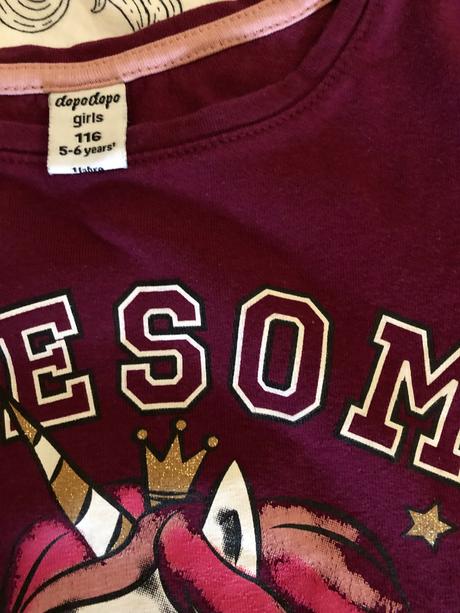 dopodopo
girls
116
5-6 years'
ESOM